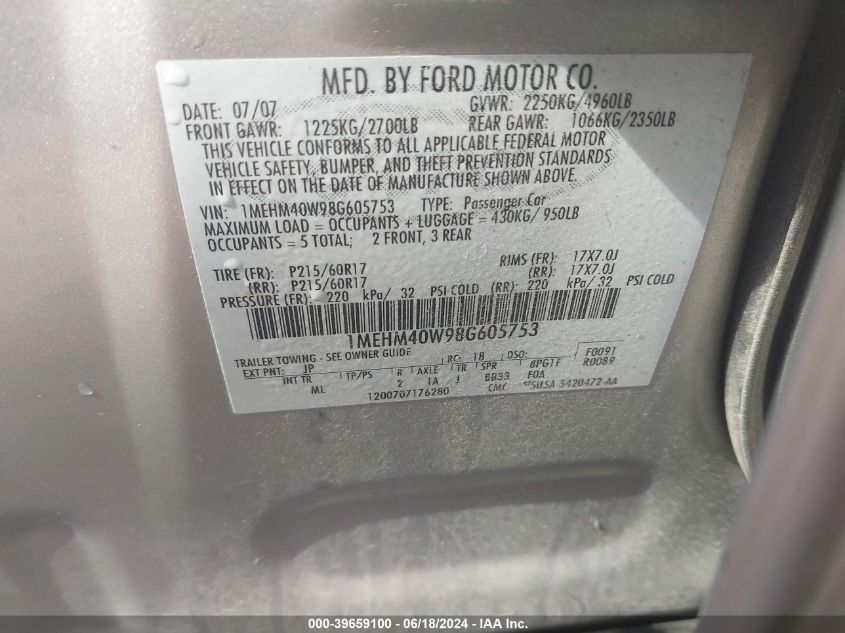 MFD. BY FORD MOTOR CO.
DATE: 07/07 GVWR: 2250KG/4960LB
FRONT GAWR: 1225KG/2700LB REAR GAWR: 1066KG/2350LB
THIS VEHICLE CONFORMS TO ALL APPLICABLE FEDERAL MOTOR
VEHICLE SAFETY, BUMPER, AND THEFT PREVENTION STANDARDS
IN EFFECT ON THE DATE OF MANUFACTURE SHOWN ABOVE.
VIN: 1MEHM40W98G605753 TYPE: Passenger Car
MAXIMUM LOAD = OCCUPANTS + LUGGAGE = 430KG/ 950LB
OCCUPANTS = 5 TOTAL; 2 FRONT, 3 REAR
TIRE (FR): P215/60R17 RIMS (FR): 17X7.0J
(RR): P215/60R17 (RR): 17X7.0J
PRESSURE (FR): 220 kPa/ 32 PSI COLD (RR): 220 kPa/ 32 PSI COLD
1MEHM40W98G605753
TRAILER TOWING - SEE OWNER GUIDE
EXT PNT: JP RC: 18 DSO: F0091
INT TR TP/PS R AXLE TR SPR 8PGTF R0089
ML 2 1A J BB33 FOA
1200707176280 CMC 5U5A-5420472-AA
000-39659100 - 06/18/2024 - IAA Inc.